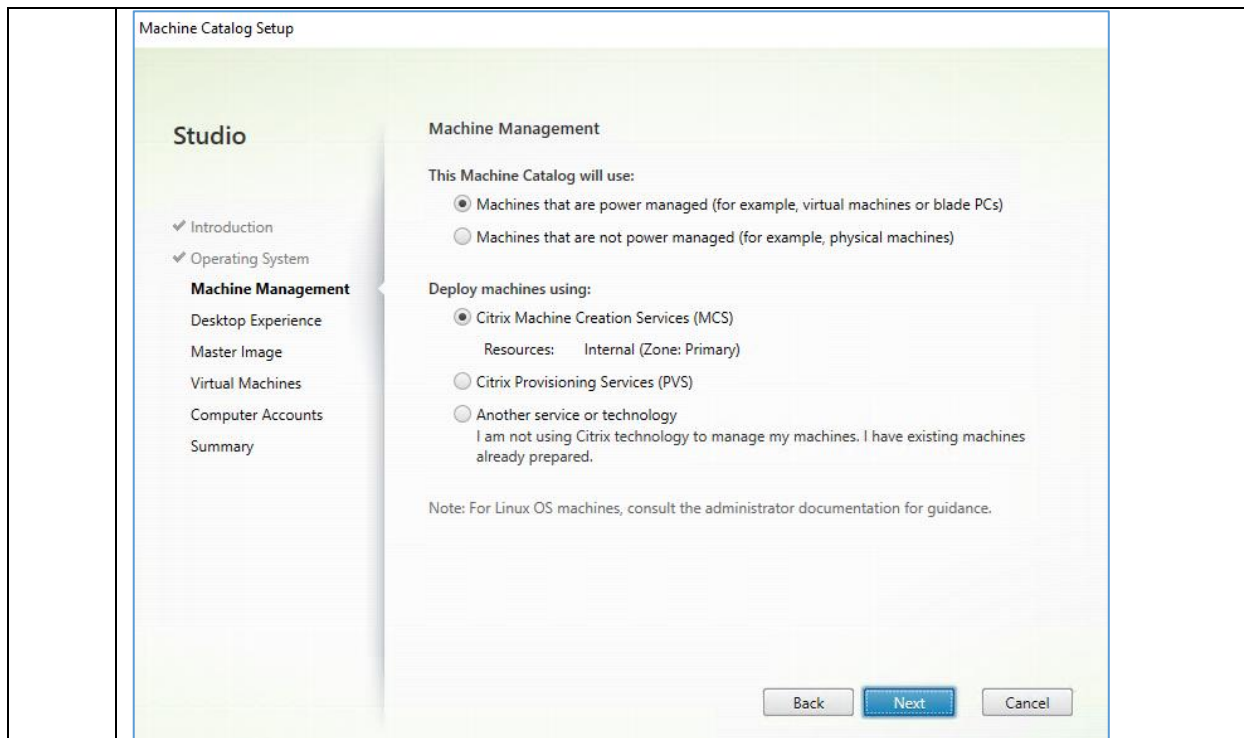 Machine Catalog Setup
Studio
Introduction
Operating System
Machine Management
Desktop Experience
Master Image
Virtual Machines
Computer Accounts
Summary
Machine Management
This Machine Catalog will use:
Machines that are power managed (for example, virtual machines or blade PCs)
Machines that are not power managed (for example, physical machines)
Deploy machines using:
Citrix Machine Creation Services (MCS)
Resources: Internal (Zone: Primary)
Citrix Provisioning Services (PVS)
Another service or technology
I am not using Citrix technology to manage my machines. I have existing machines
already prepared.
Note: For Linux OS machines, consult the administrator documentation for guidance.
Back Next Cancel